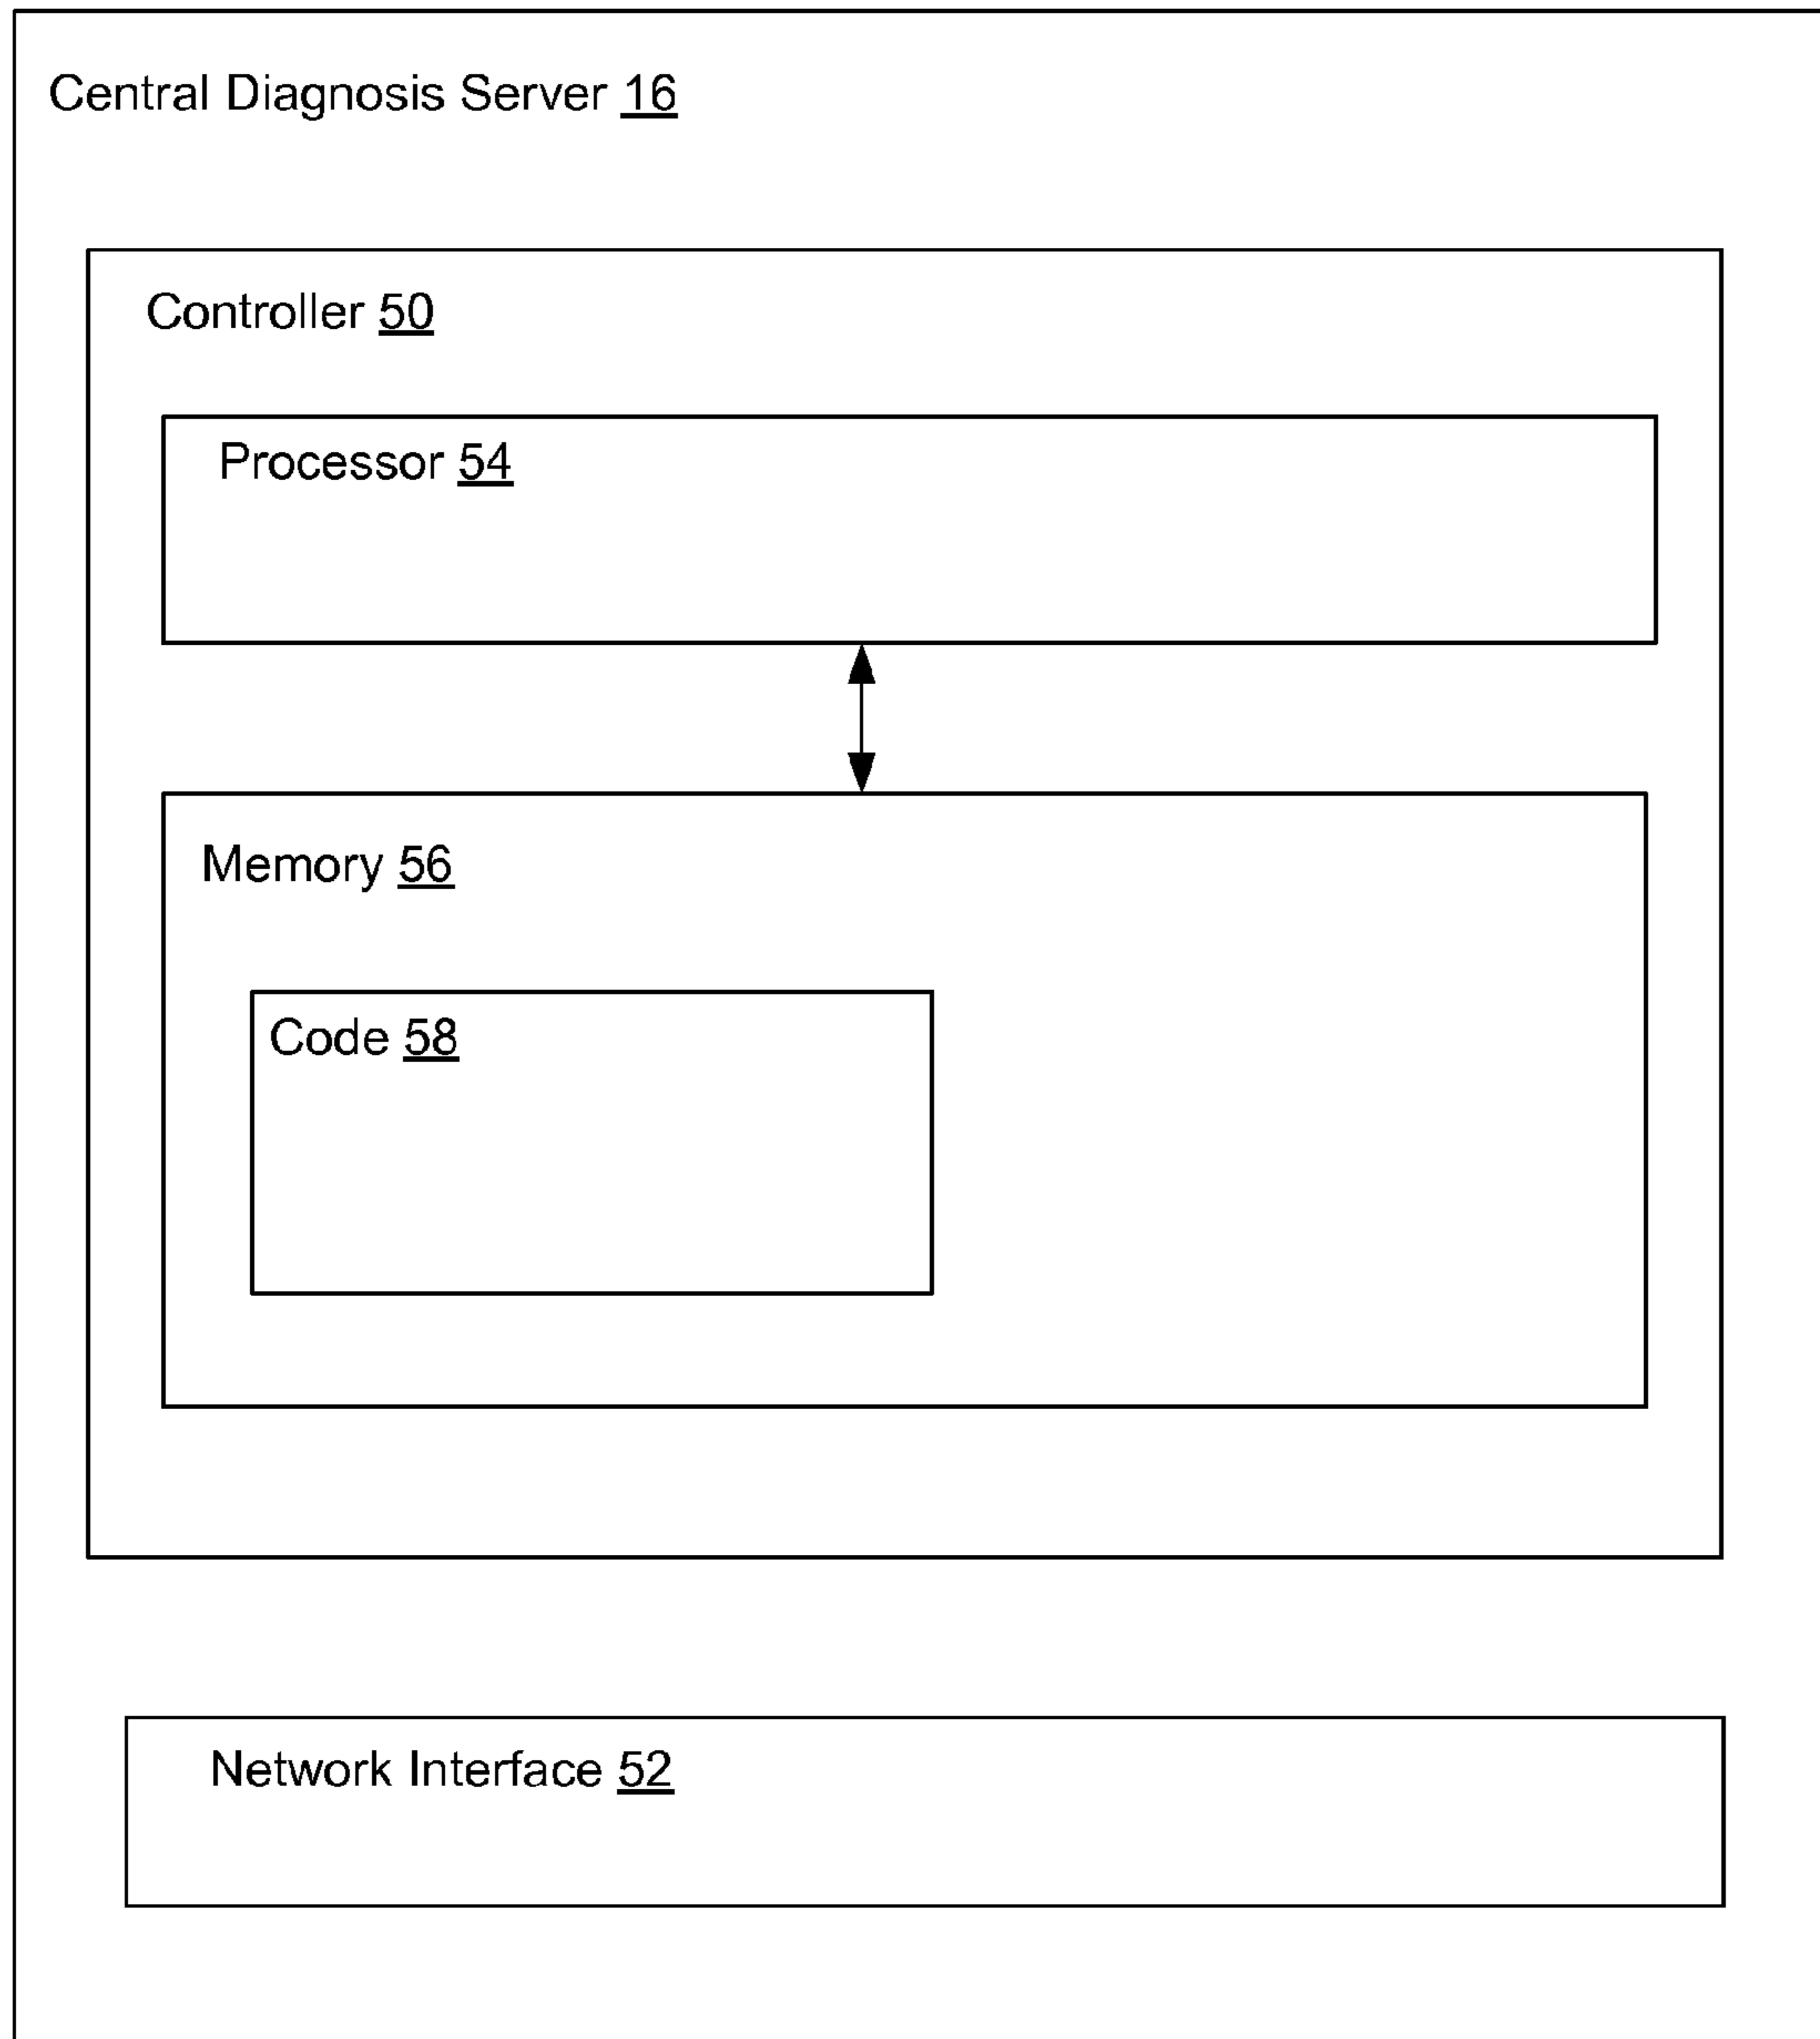 Central Diagnosis Server 16
Controller 50
Processor 54
Memory 56
Code 58
Network Interface 52